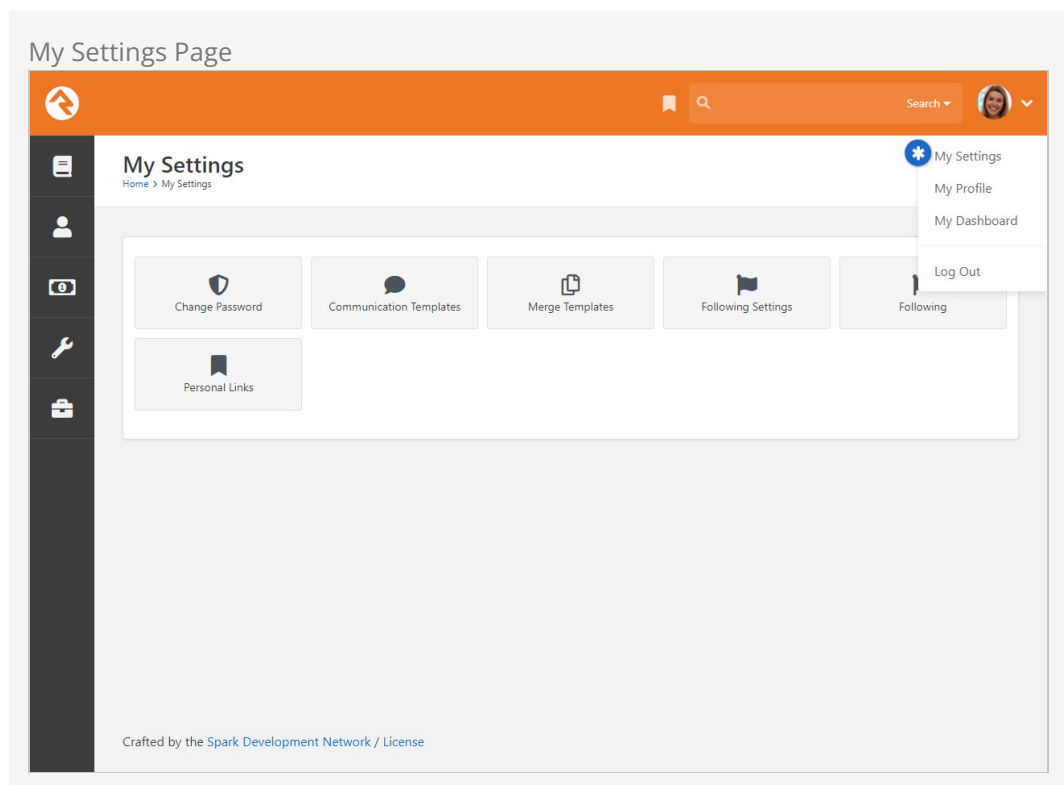 My Settings Page
Search
My Settings
Home > My Settings
My Settings
My Profile
My Dashboard
Log Out
Change Password
Communication Templates
Merge Templates
Following Settings
Following
Personal Links
Crafted by the Spark Development Network / License